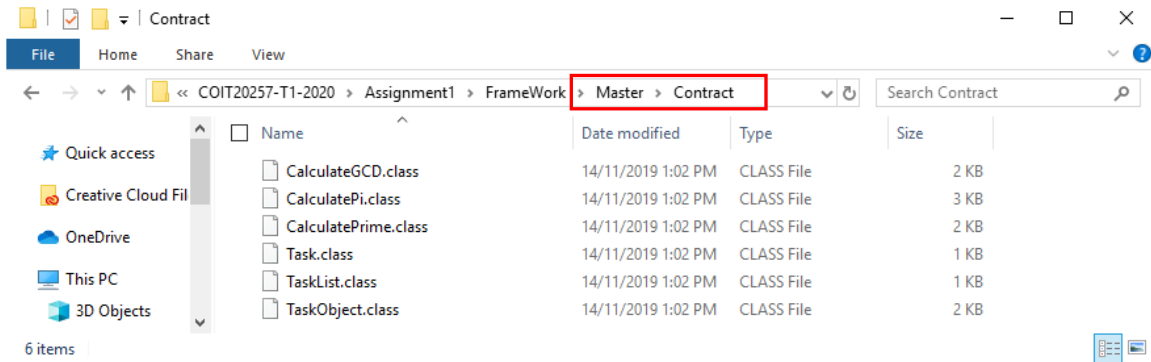 Contract
File Home Share View
« COIT20257-T1-2020 > Assignment1 > FrameWork > Master > Contract Search Contract
Name Date modified Type Size
Quick access
CalculateGCD.class 14/11/2019 1:02 PM CLASS File 2 KB
Creative Cloud Fil
CalculatePi.class 14/11/2019 1:02 PM CLASS File 3 KB
CalculatePrime.class 14/11/2019 1:02 PM CLASS File 2 KB
OneDrive
Task.class 14/11/2019 1:02 PM CLASS File 1 KB
This PC
TaskList.class 14/11/2019 1:02 PM CLASS File 1 KB
3D Objects
TaskObject.class 14/11/2019 1:02 PM CLASS File 2 KB
6 items